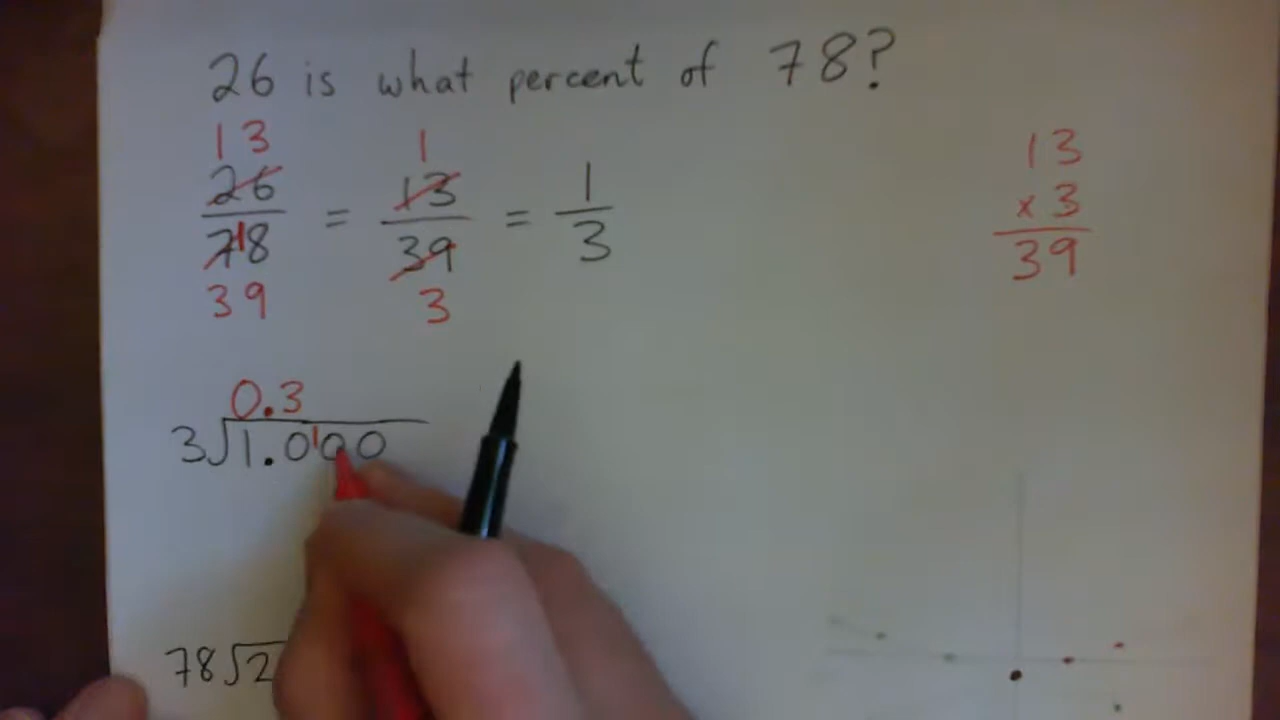 26 is what percent of 78?
13 1
26/78 = 13/39 = 1/3
39 3
13
x 3
39
0.3
3√1.000
78√2